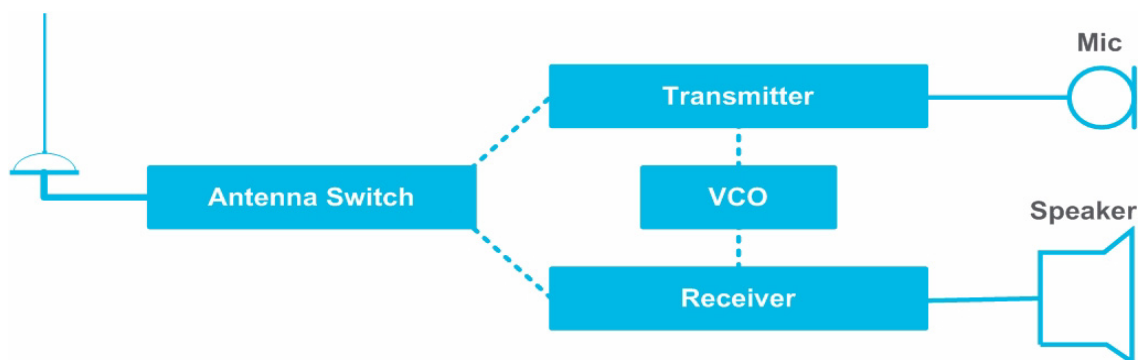 Mic
Transmitter
Antenna Switch
VCO
Speaker
Receiver